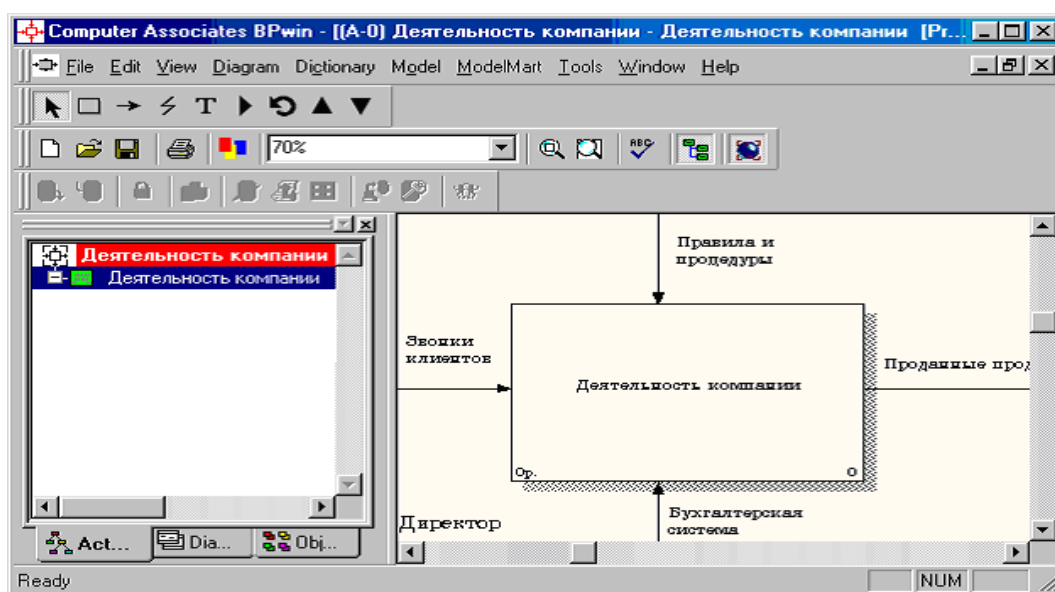 Computer Associates BPwin - [(A-0) Деятельность компании - Деятельность компании [Pr...
File Edit View Diagram Dictionary Model ModelMart Tools Window Help
T
70%
ABC
Деятельность компании
Деятельность компании
Act...
Dia...
Obj...
Правила и
процедуры
Звонки
клиентов
Деятельность компании
Проданные прод
0р.
0
Бухгалтерская
система
Директор
Ready
NUM